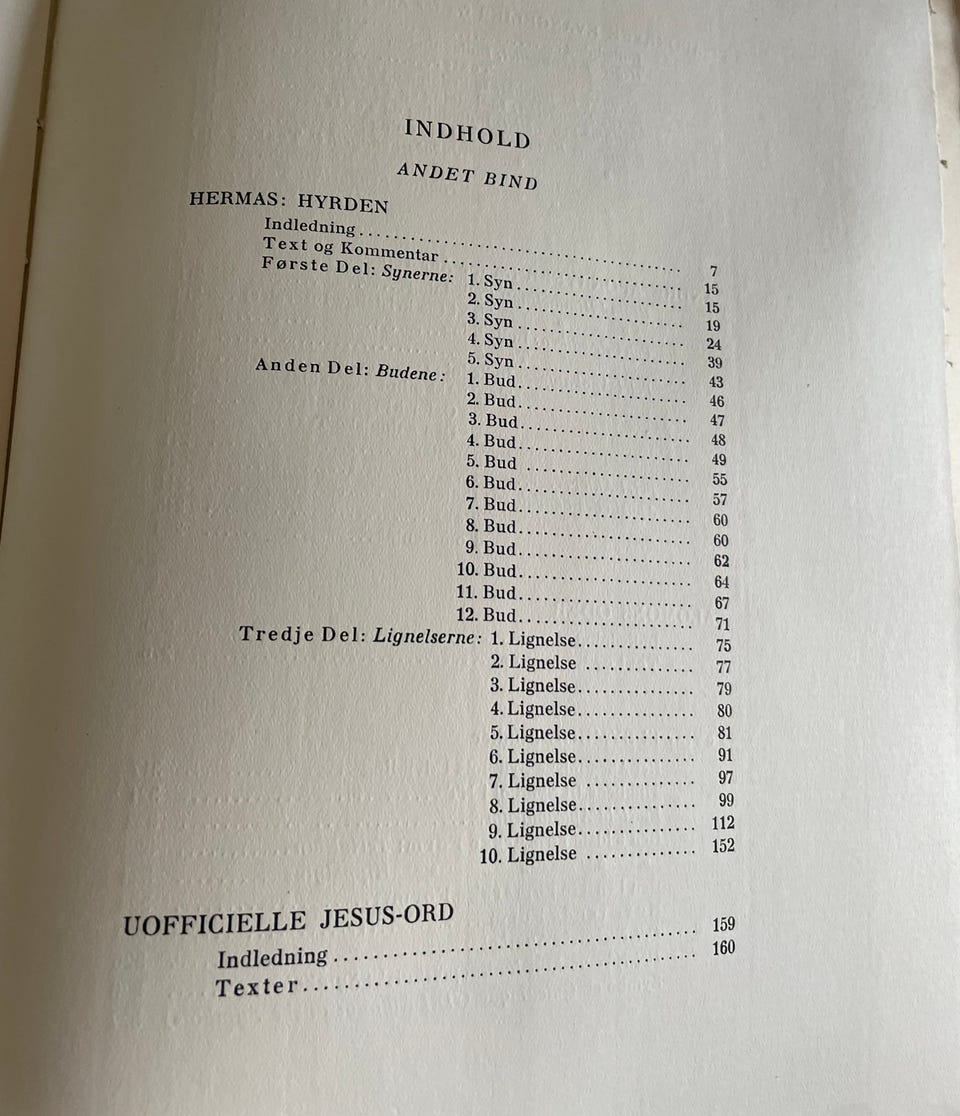 INDHOLD
ANDET BIND
HERMAS: HYRDEN
Indledning . . . . . . . . . . 7
Text og Kommentar . . . . . . . . . . 15
Første Del: Synerne: 1. Syn . . . . . . . . . . 15
2. Syn . . . . . . . . . . 19
3. Syn . . . . . . . . . . 24
4. Syn . . . . . . . . . . 39
5. Syn . . . . . . . . . . 43
Anden Del: Budene: 1. Bud . . . . . . . . . . 46
2. Bud . . . . . . . . . . 47
3. Bud . . . . . . . . . . 48
4. Bud . . . . . . . . . . 49
5. Bud . . . . . . . . . . 55
6. Bud . . . . . . . . . . 57
7. Bud . . . . . . . . . . 60
8. Bud . . . . . . . . . . 60
9. Bud . . . . . . . . . . 62
10. Bud . . . . . . . . . . 64
11. Bud . . . . . . . . . . 67
12. Bud . . . . . . . . . . 71
Tredje Del: Lignelserne: 1. Lignelse . . . . . . . . . . 75
2. Lignelse . . . . . . . . . . 77
3. Lignelse . . . . . . . . . . 79
4. Lignelse . . . . . . . . . . 80
5. Lignelse . . . . . . . . . . 81
6. Lignelse . . . . . . . . . . 91
7. Lignelse . . . . . . . . . . 97
8. Lignelse . . . . . . . . . . 99
9. Lignelse . . . . . . . . . . 112
10. Lignelse . . . . . . . . . . 152
UOFFICIELLE JESUS-ORD
Indledning . . . . . . . . . . 159
Texter . . . . . . . . . . 160